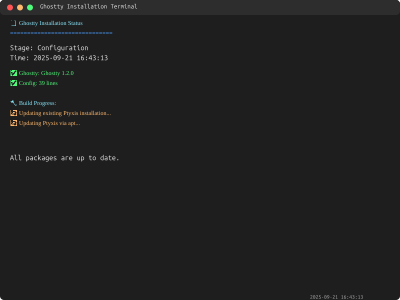 Ghostty Installation Terminal
Ghostty Installation Status
==============================
Stage: Configuration
Time: 2025-09-21 16:43:13
✅ Ghostty: Ghostty 1.2.0
✅ Config: 39 lines
🔨 Build Progress:
🔄 Updating existing Ptyxis installation...
🔄 Updating Ptyxis via apt...
All packages are up to date.
2025-09-21 16:43:13